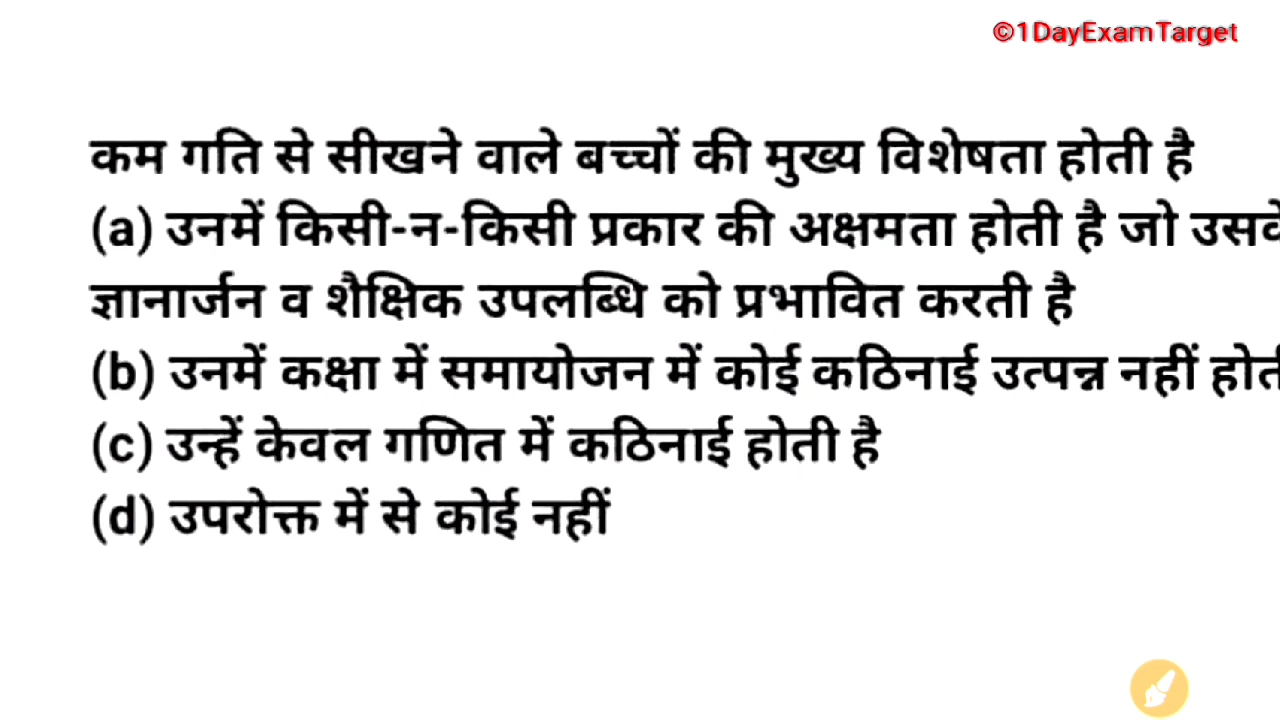 ©1DayExamTarget
कम गति से सीखने वाले बच्चों की मुख्य विशेषता होती है
(a) उनमें किसी-न-किसी प्रकार की अक्षमता होती है जो
ज्ञानार्जन व शैक्षिक उपलब्धि को प्रभावित करती है
(b) उनमें कक्षा में समायोजन में कोई कठिनाई उत्पन्न नहीं
(c) उन्हें केवल गणित में कठिनाई होती है
(d) उपरोक्त में से कोई नहीं